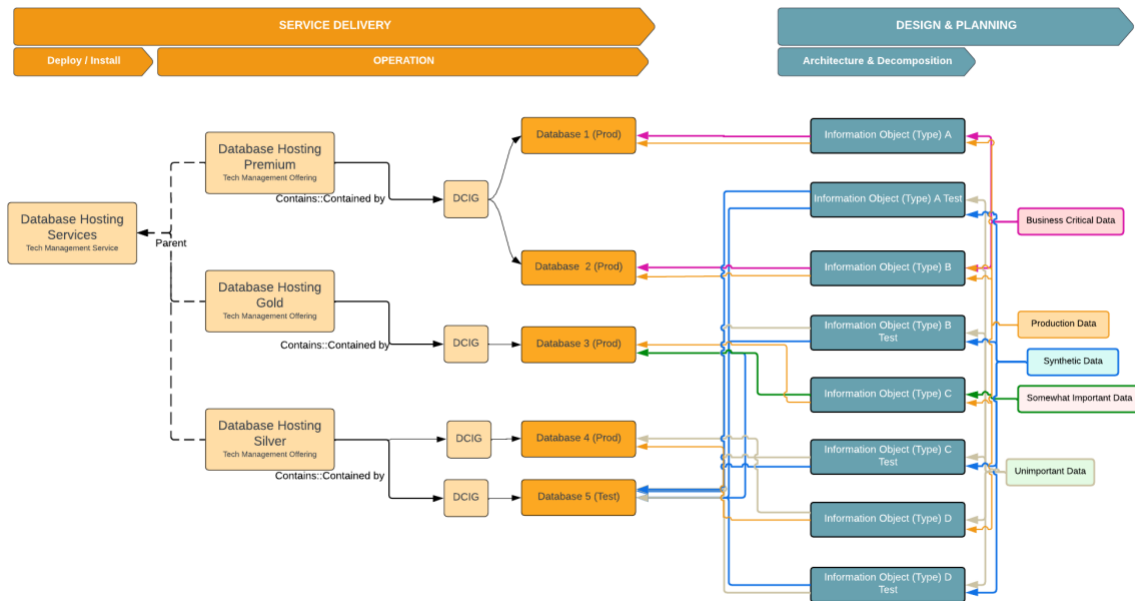 SERVICE DELIVERY
DESIGN & PLANNING
Deploy / Install
OPERATION
Architecture & Decomposition
Database Hosting
Premium
Tech Management Offering
Contains::Contained by
DCIG
Database 1 (Prod)
Information Object (Type) A
Information Object (Type) A Test
Business Critical Data
Database Hosting
Services
Tech Management Service
Parent
Database 2 (Prod)
Information Object (Type) B
Database Hosting
Gold
Tech Management Offering
Contains::Contained by
DCIG
Database 3 (Prod)
Information Object (Type) B
Test
Production Data
Synthetic Data
Information Object (Type) C
Somewhat Important Data
Database Hosting
Silver
Tech Management Offering
Contains::Contained by
DCIG
Database 4 (Prod)
Information Object (Type) C
Test
Unimportant Data
DCIG
Database 5 (Test)
Information Object (Type) D
Information Object (Type) D
Test